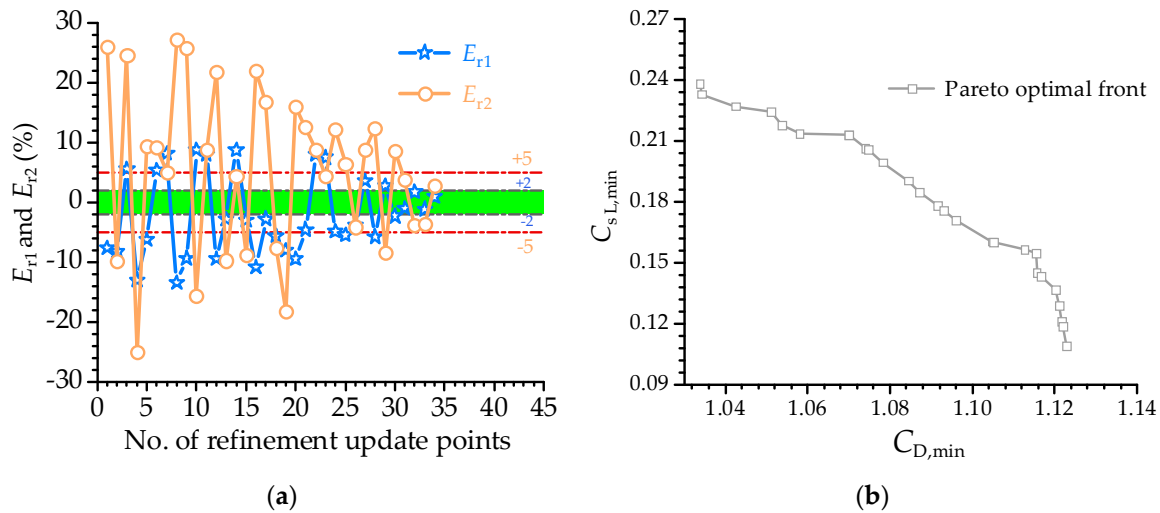 30
20
10
0
-10
-20
-30
E_r1 and E_r2 (%)
E_r1
E_r2
+5
+2
-2
-5
0 5 10 15 20 25 30 35 40 45
No. of refinement update points
(a)
0.27
0.24
0.21
0.18
0.15
0.12
0.09
C_s L,min
Pareto optimal front
1.04 1.06 1.08 1.10 1.12 1.14
C_D,min
(b)